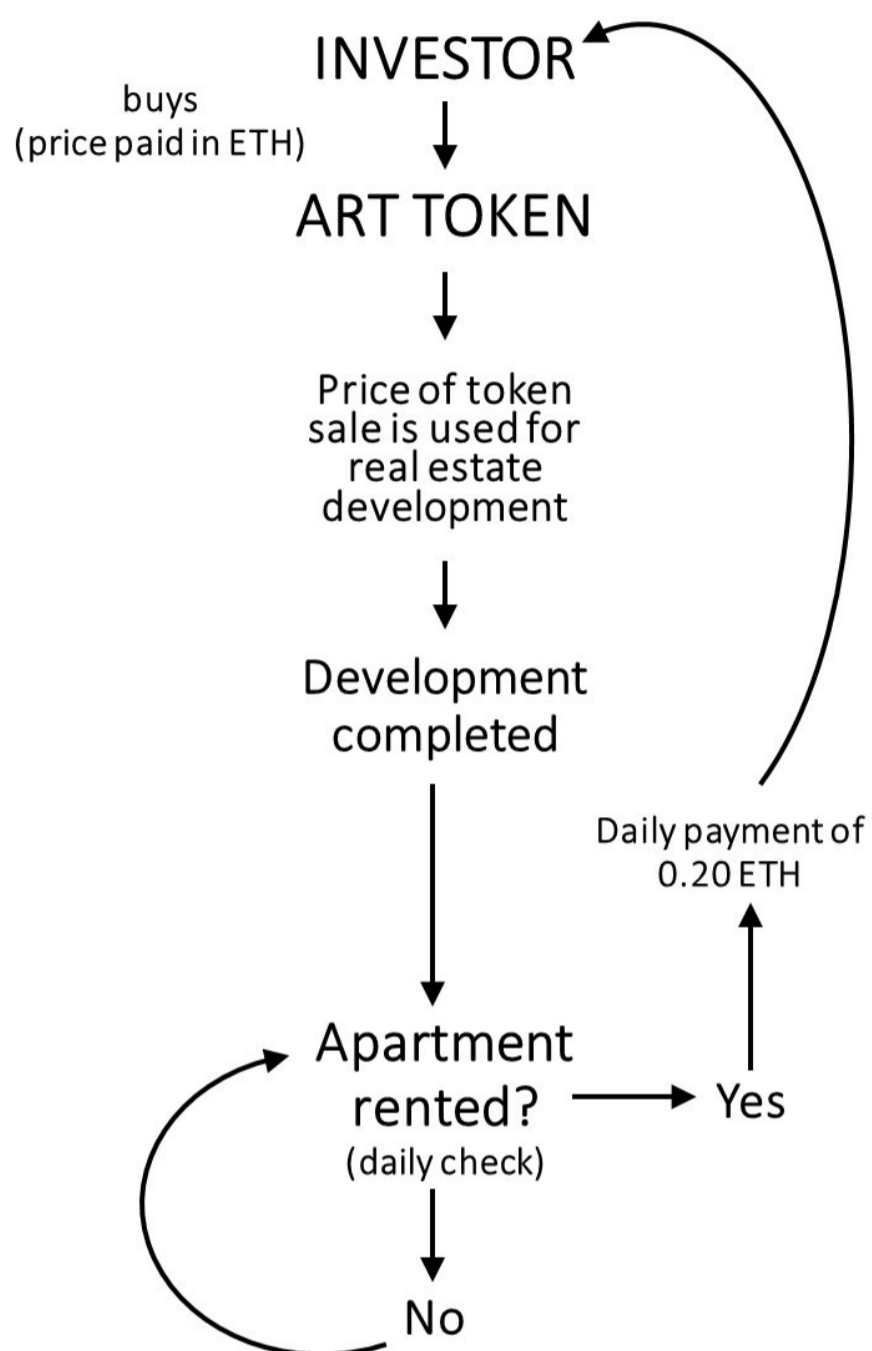 INVESTOR
buys
(price paid in ETH)
ART TOKEN
Price of token
sale is used for
real estate
development
Development
completed
Daily payment of
0.20 ETH
Apartment
rented?
(daily check)
Yes
No